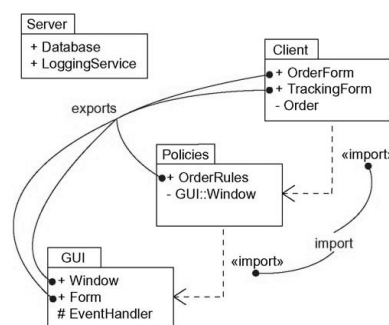 Server
+ Database
+ LoggingService
Client
+ OrderForm
+ TrackingForm
- Order
exports
Policies
+ OrderRules
- GUI::Window
«import»
import
«import»
GUI
+ Window
+ Form
# EventHandler